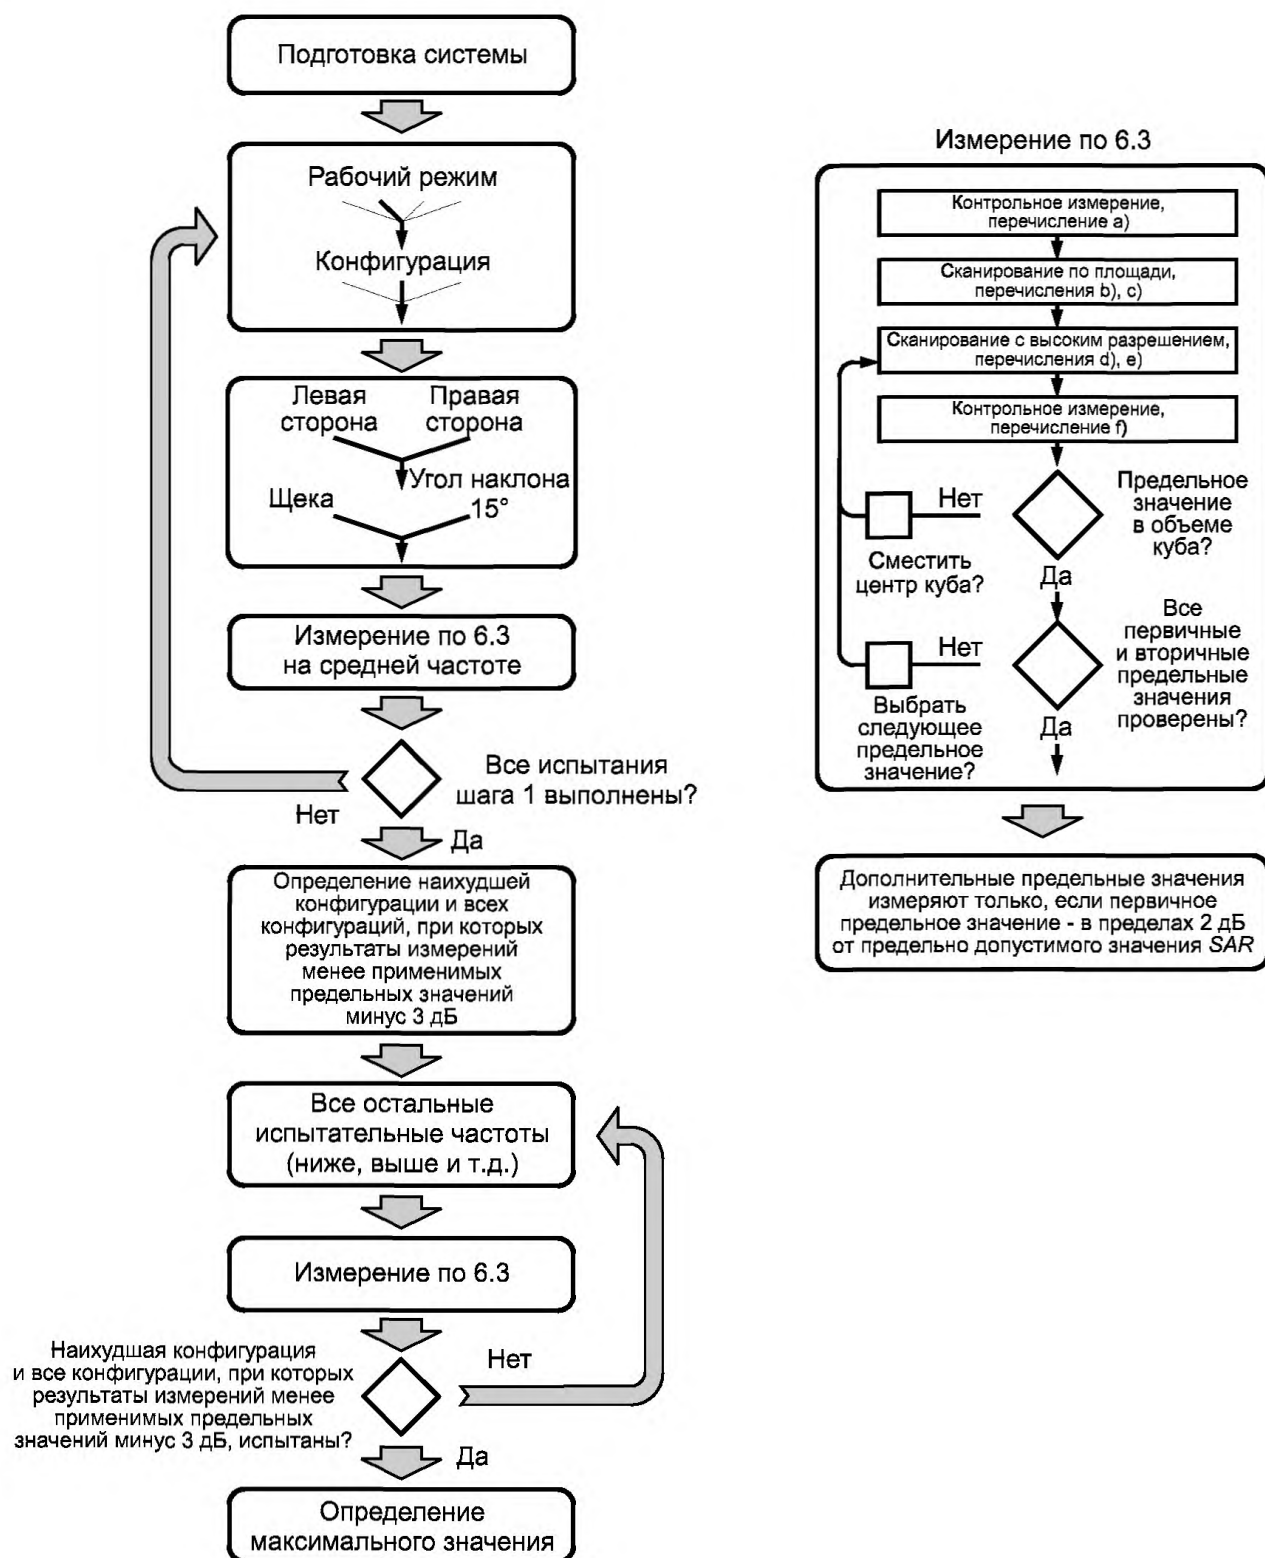 Подготовка системы
Рабочий режим
Конфигурация
Левая
сторона
Правая
сторона
Щека
Угол наклона
15°
Измерение по 6.3
на средней частоте
Все испытания
шага 1 выполнены?
Нет
Да
Определение наихудшей
конфигурации и всех
конфигураций, при которых
результаты измерений
менее применимых
предельных значений
минус 3 дБ
Все остальные
испытательные частоты
(ниже, выше и т.д.)
Измерение по 6.3
Наихудшая конфигурация
и все конфигурации, при которых
результаты измерений менее
применимых предельных
значений минус 3 дБ, испытаны?
Нет
Да
Определение
максимального значения
Измерение по 6.3
Контрольное измерение,
перечисление a)
Сканирование по площади,
перечисления b), c)
Сканирование с высоким разрешением,
перечисления d), e)
Контрольное измерение,
перечисление f)
Предельное
значение
в объеме
куба?
Нет
Сместить
центр куба?
Да
Все
первичные
и вторичные
предельные
значения
проверены?
Нет
Выбрать
следующее
предельное
значение?
Да
Дополнительные предельные значения
измеряют только, если первичное
предельное значение - в пределах 2 дБ
от предельно допустимого значения SAR